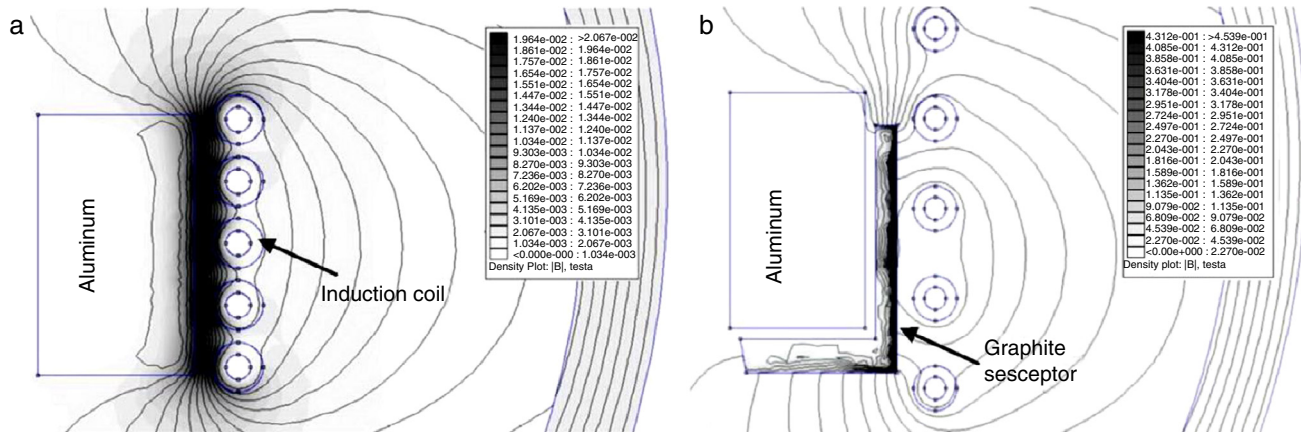 a
1.964e-002 : >2.067e-002
1.861e-002 : 1.964e-002
1.757e-002 : 1.861e-002
1.654e-002 : 1.757e-002
1.551e-002 : 1.654e-002
1.447e-002 : 1.551e-002
1.344e-002 : 1.447e-002
1.240e-002 : 1.344e-002
1.137e-002 : 1.240e-002
1.034e-002 : 1.137e-002
9.303e-003 : 1.034e-002
8.270e-003 : 9.303e-003
7.236e-003 : 8.270e-003
6.202e-003 : 7.236e-003
5.169e-003 : 6.202e-003
4.135e-003 : 5.169e-003
3.101e-003 : 4.135e-003
2.067e-003 : 3.101e-003
1.034e-003 : 2.067e-003
<0.000e+000 : 1.034e-003
Density Plot: |B|, testa
Aluminum
Induction coil
b
4.312e-001 : >4.539e-001
4.085e-001 : 4.312e-001
3.858e-001 : 4.085e-001
3.631e-001 : 3.858e-001
3.404e-001 : 3.631e-001
3.178e-001 : 3.404e-001
2.951e-001 : 3.178e-001
2.724e-001 : 2.951e-001
2.497e-001 : 2.724e-001
2.270e-001 : 2.497e-001
2.043e-001 : 2.270e-001
1.816e-001 : 2.043e-001
1.589e-001 : 1.816e-001
1.362e-001 : 1.589e-001
1.135e-001 : 1.362e-001
9.079e-002 : 1.135e-001
6.809e-002 : 9.079e-002
4.539e-002 : 6.809e-002
2.270e-002 : 4.539e-002
<0.00e+000 : 2.270e-002
Density plot: |B|, testa
Aluminum
Graphite
sesceptor